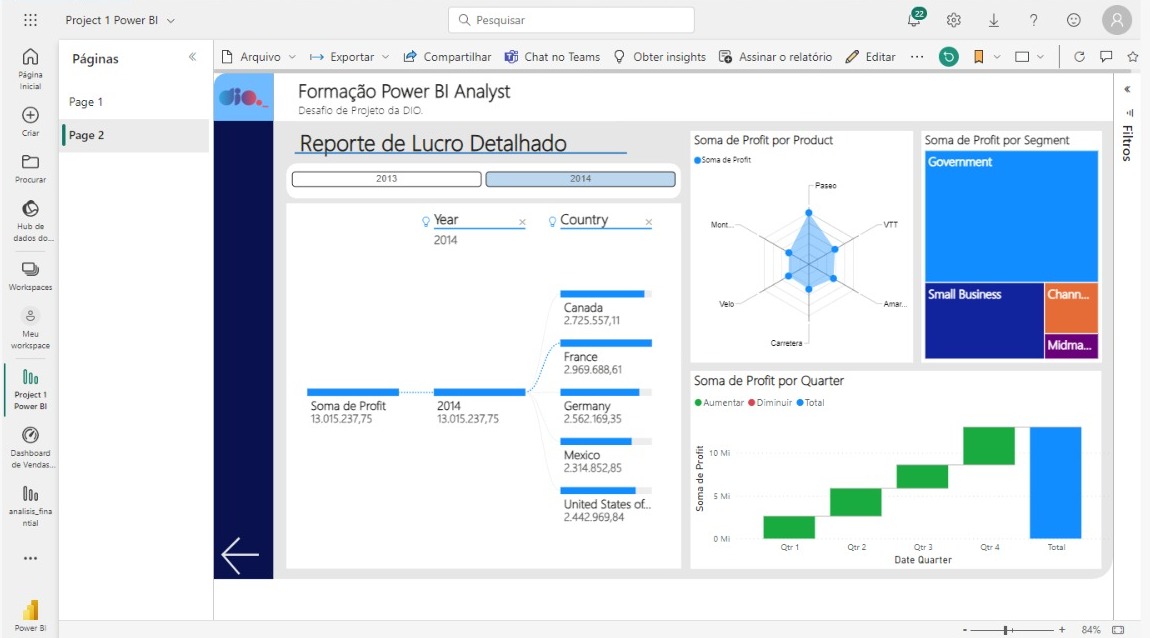 Project 1 Power BI
Pesquisar
22
A
Página
Inicial
Criar
Procurar
Hub de
dados do...
Workspaces
Meu
workspace
Project 1
Power BI
Dashboard
de Vendas...
analisis_fina
ntial
Power BI
Páginas
Page 1
Page 2
Arquivo
Exportar
Compartilhar
Chat no Teams
Obter insights
Assinar o relatório
Editar
Filtros
dio._
Formação Power BI Analyst
Desafio de Projeto da DIO.
Reporte de Lucro Detalhado
2013
2014
Year
2014
Country
Soma de Profit
13.015.237,75
2014
13.015.237,75
Canada
2.725.557,11
France
2.969.688,61
Germany
2.562.169,35
Mexico
2.314.852,85
United States of...
2.442.969,84
Soma de Profit por Product
Soma de Profit
Paseo
VTT
Amar...
Carretera
Velo
Mont...
Soma de Profit por Segment
Government
Small Business
Chann...
Midma...
Soma de Profit por Quarter
Aumentar Diminuir Total
Soma de Profit
10 Mi
5 Mi
0 Mi
Qtr 1
Qtr 2
Qtr 3
Qtr 4
Total
Date Quarter
- + 84%